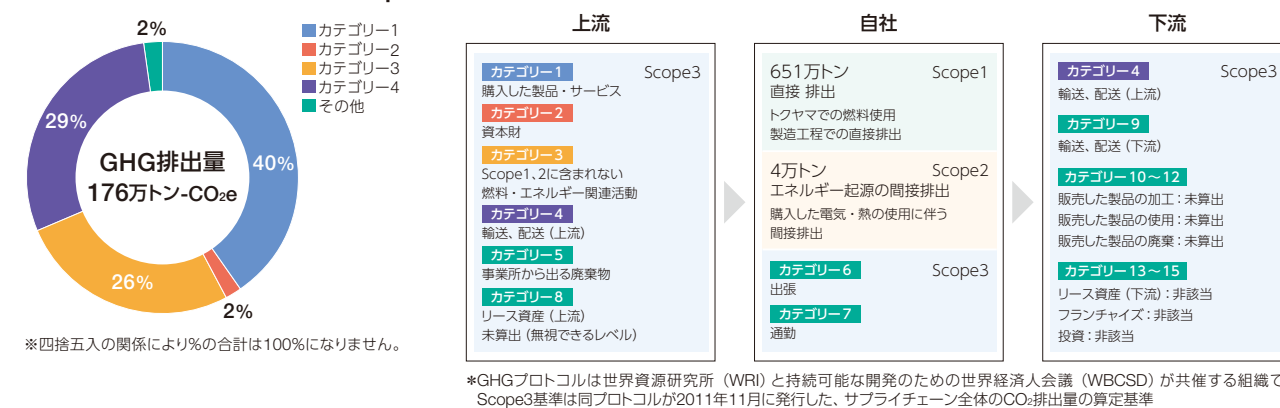 2%
29%
40%
26%
2%
GHG排出量
176万トン-CO₂e
カテゴリー1
カテゴリー2
カテゴリー3
カテゴリー4
その他
※四捨五入の関係により%の合計は100%になりません。
上流
カテゴリー1 Scope3
購入した製品・サービス
カテゴリー2
資本財
カテゴリー3
Scope1、2に含まれない
燃料・エネルギー関連活動
カテゴリー4
輸送、配送（上流）
カテゴリー5
事業所から出る廃棄物
カテゴリー8
リース資産（上流）
未算出（無視できるレベル）
自社
651万トン Scope1
直接 排出
トクヤマでの燃料使用
製造工程での直接排出
4万トン Scope2
エネルギー起源の間接排出
購入した電気・熱の使用に伴う
間接排出
カテゴリー6 Scope3
出張
カテゴリー7
通勤
下流
カテゴリー4 Scope3
輸送、配送（上流）
カテゴリー9
輸送、配送（下流）
カテゴリー10～12
販売した製品の加工：未算出
販売した製品の使用：未算出
販売した製品の廃棄：未算出
カテゴリー13～15
リース資産（下流）：非該当
フランチャイズ：非該当
投資：非該当
*GHGプロトコルは世界資源研究所（WRI）と持続可能な開発のための世界経済人会議（WBCSD）が共催する組織で
Scope3基準は同プロトコルが2011年11月に発行した、サプライチェーン全体のCO₂排出量の算定基準